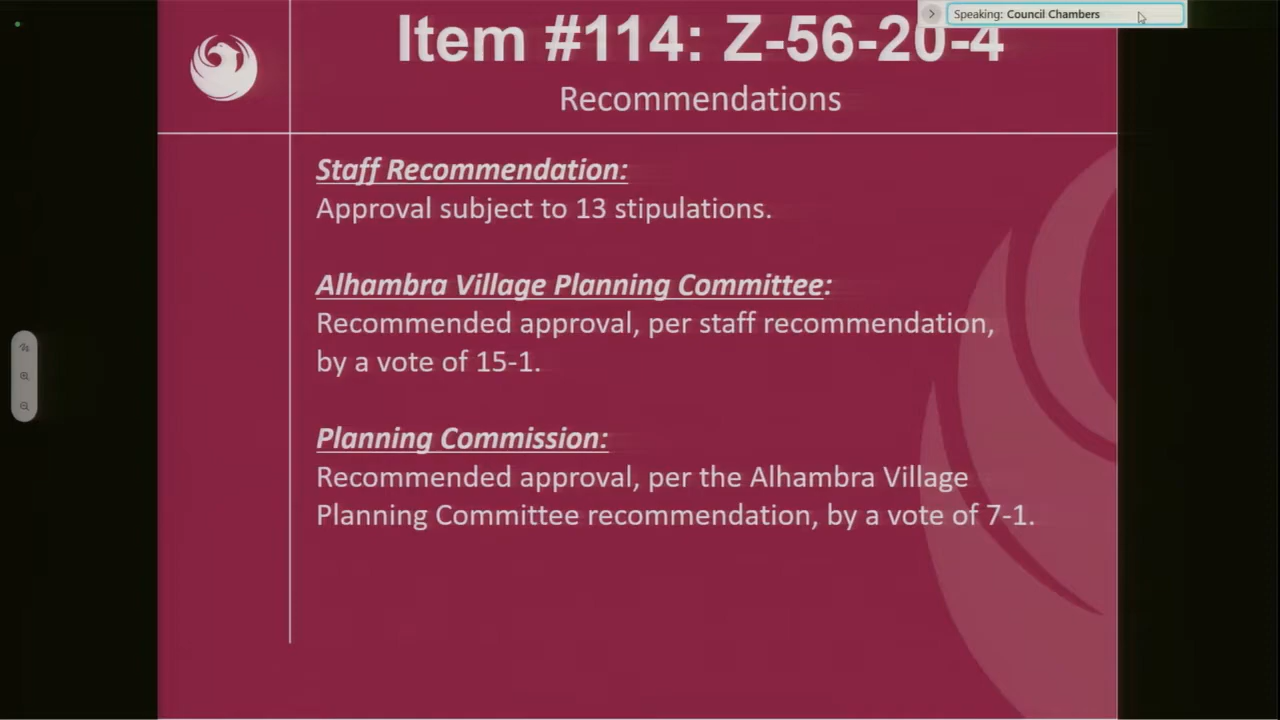 Speaking: Council Chambers
Item #114: Z-56-20-4
Recommendations
Staff Recommendation:
Approval subject to 13 stipulations.
Alhambra Village Planning Committee:
Recommended approval, per staff recommendation,
by a vote of 15-1.
Planning Commission:
Recommended approval, per the Alhambra Village
Planning Committee recommendation, by a vote of 7-1.